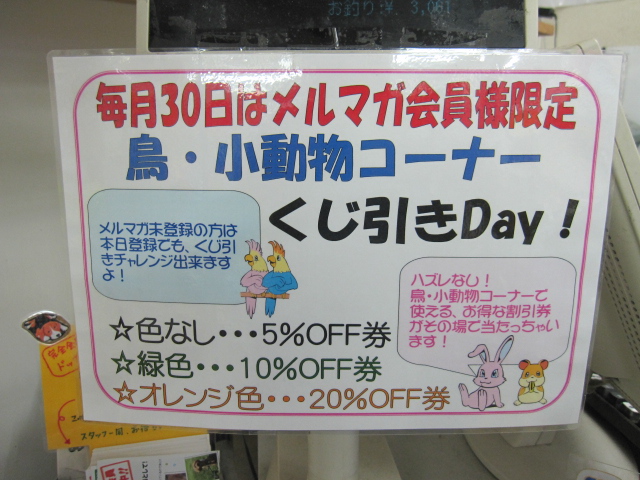 お釣り ¥ 3,061
毎月30日はメルマガ会員様限定
鳥・小動物コーナー
くじ引きDay！
メルマガ未登録の方は
本日登録でも、くじ引
きチャレンジ出来ます
よ！
ハズレなし！
鳥・小動物コーナーで
使える、お得な割引券
がその場で当たっちゃい
ます！
☆色なし・・・5%OFF券
☆緑色・・・10%OFF券
☆オレンジ色・・・20%OFF券